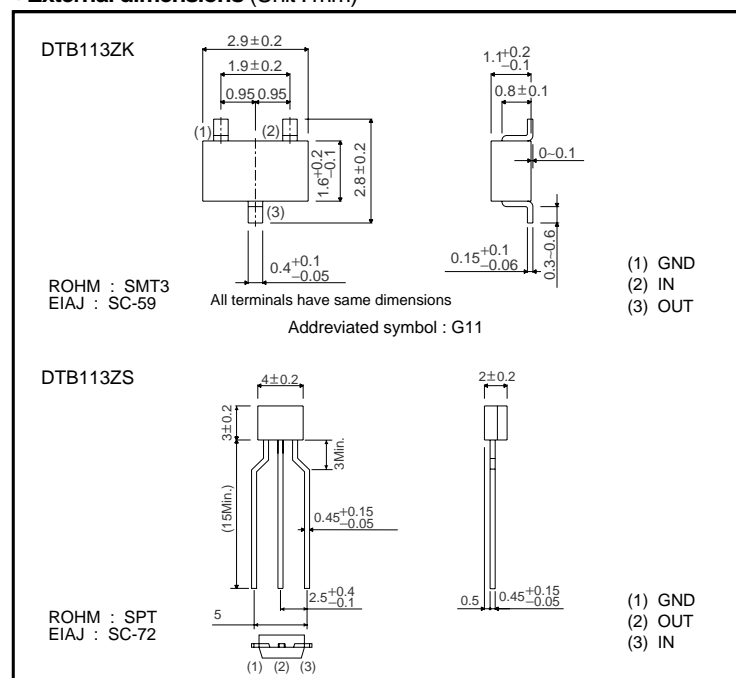 External dimensions (Unit : mm)
DTB113ZK
2.9±0.2
1.9±0.2
0.95 0.95
(1)
(2)
(3)
1.6+0.2−0.1
2.8±0.2
0.4+0.1−0.05
1.1+0.2−0.1
0.8±0.1
0~0.1
0.15+0.1−0.06
0.3~0.6
ROHM : SMT3
EIAJ : SC-59
All terminals have same dimensions
Addreviated symbol : G11
(1) GND
(2) IN
(3) OUT
DTB113ZS
4±0.2
3±0.2
(15Min.)
3Min.
0.45+0.15−0.05
2.5+0.4−0.1
5
(1) (2) (3)
2±0.2
0.5
0.45+0.15−0.05
ROHM : SPT
EIAJ : SC-72
(1) GND
(2) OUT
(3) IN